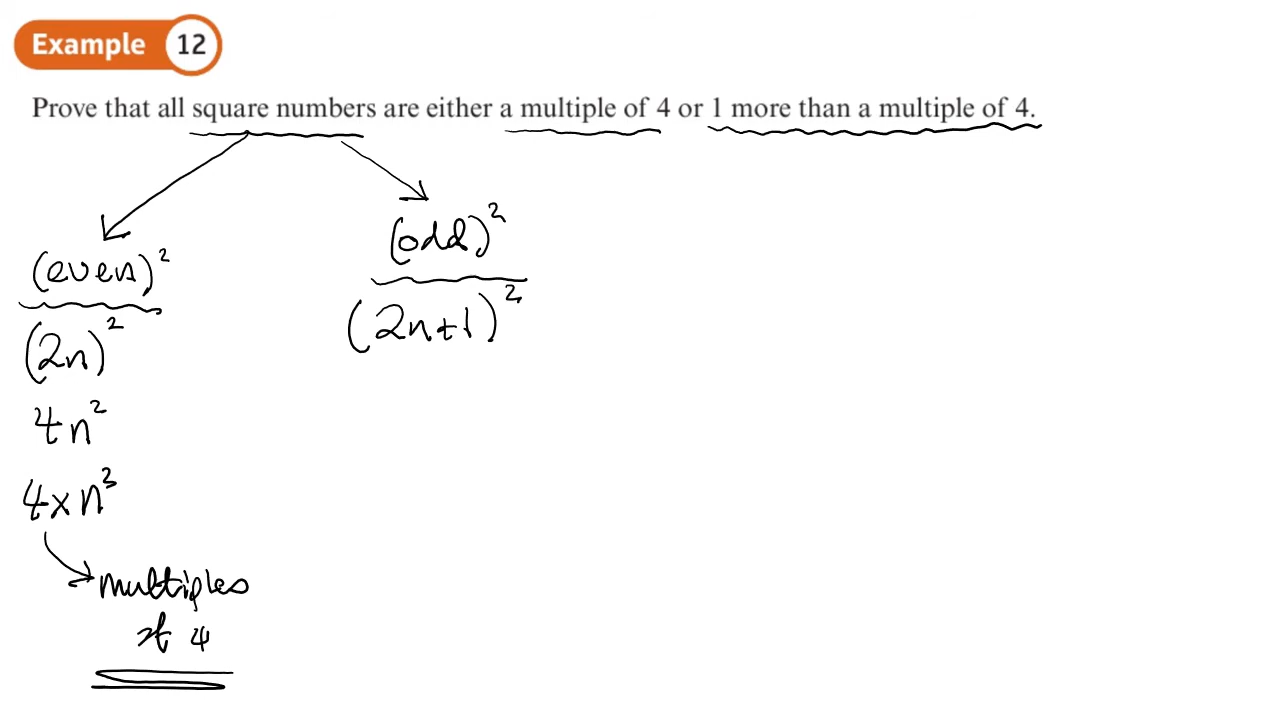 Example 12
Prove that all square numbers are either a multiple of 4 or 1 more than a multiple of 4.
(even)²
(2n)²
4n²
4×n³
multiples
of 4
(odd)²
(2n+1)²